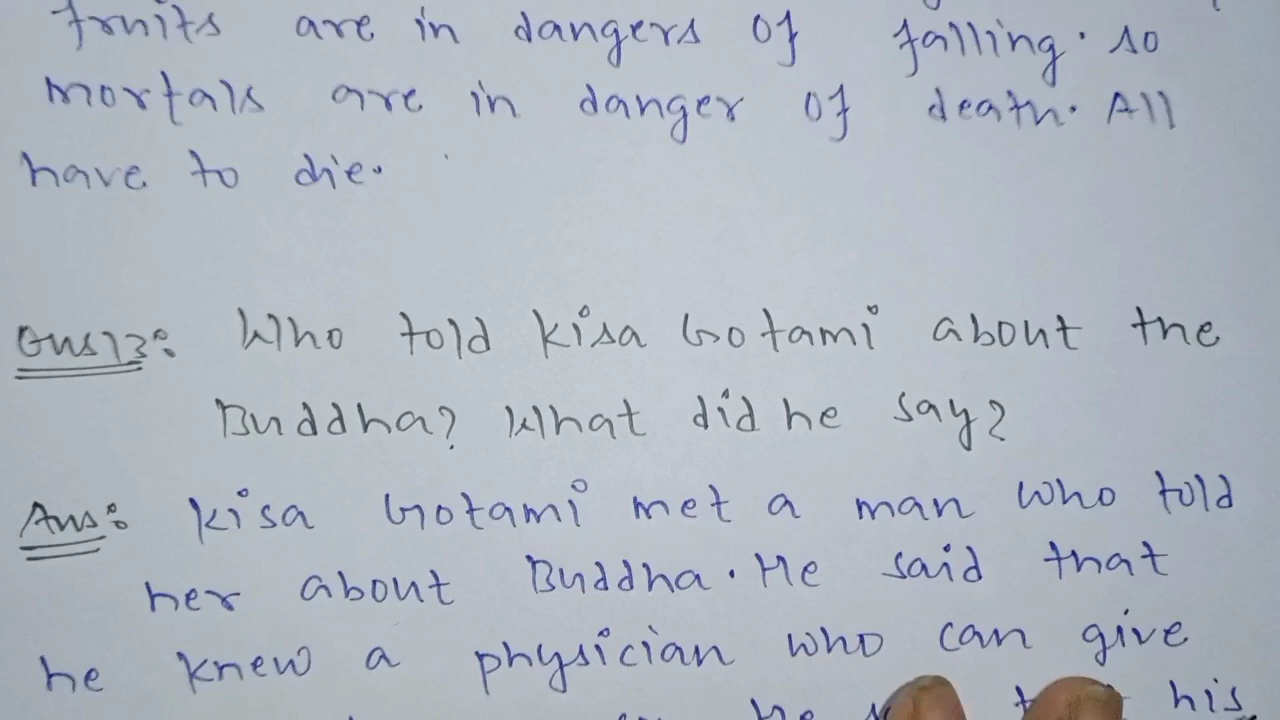 fruits are in dangers of falling. so
mortals are in danger of death. All
have to die.
Qus13: Who told Kisa Gotami about the
Buddha? What did he say?
Ans: Kisa Gotami met a man who told
her about Buddha. He said that
he knew a physician who can give
his